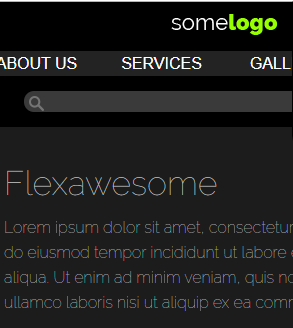 somelogo
ABOUT US SERVICES GALL
Flexawesome
Lorem ipsum dolor sit amet, consectetur
do eiusmod tempor incididunt ut labore e
aliqua. Ut enim ad minim veniam, quis no
ullamco laboris nisi ut aliquip ex ea comm